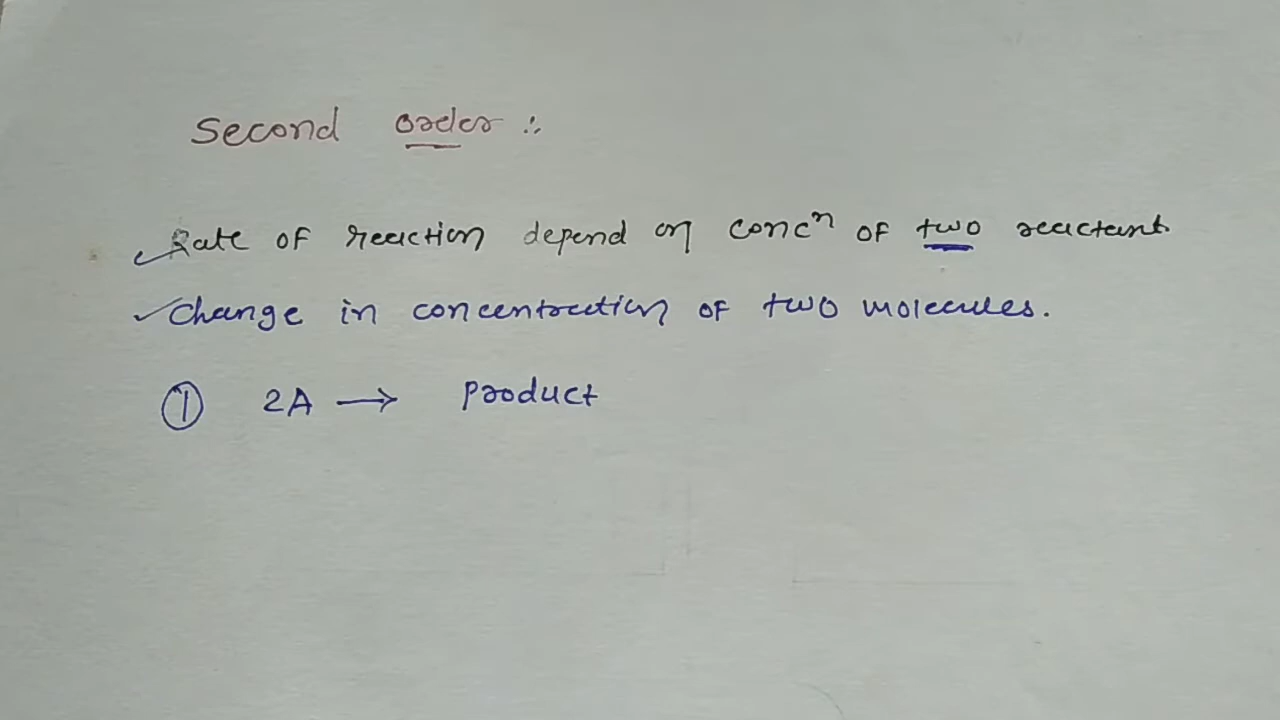 Second order :.
Rate of reaction depend on concⁿ of two reactant.
Change in concentration of two molecules.
① 2A → Product